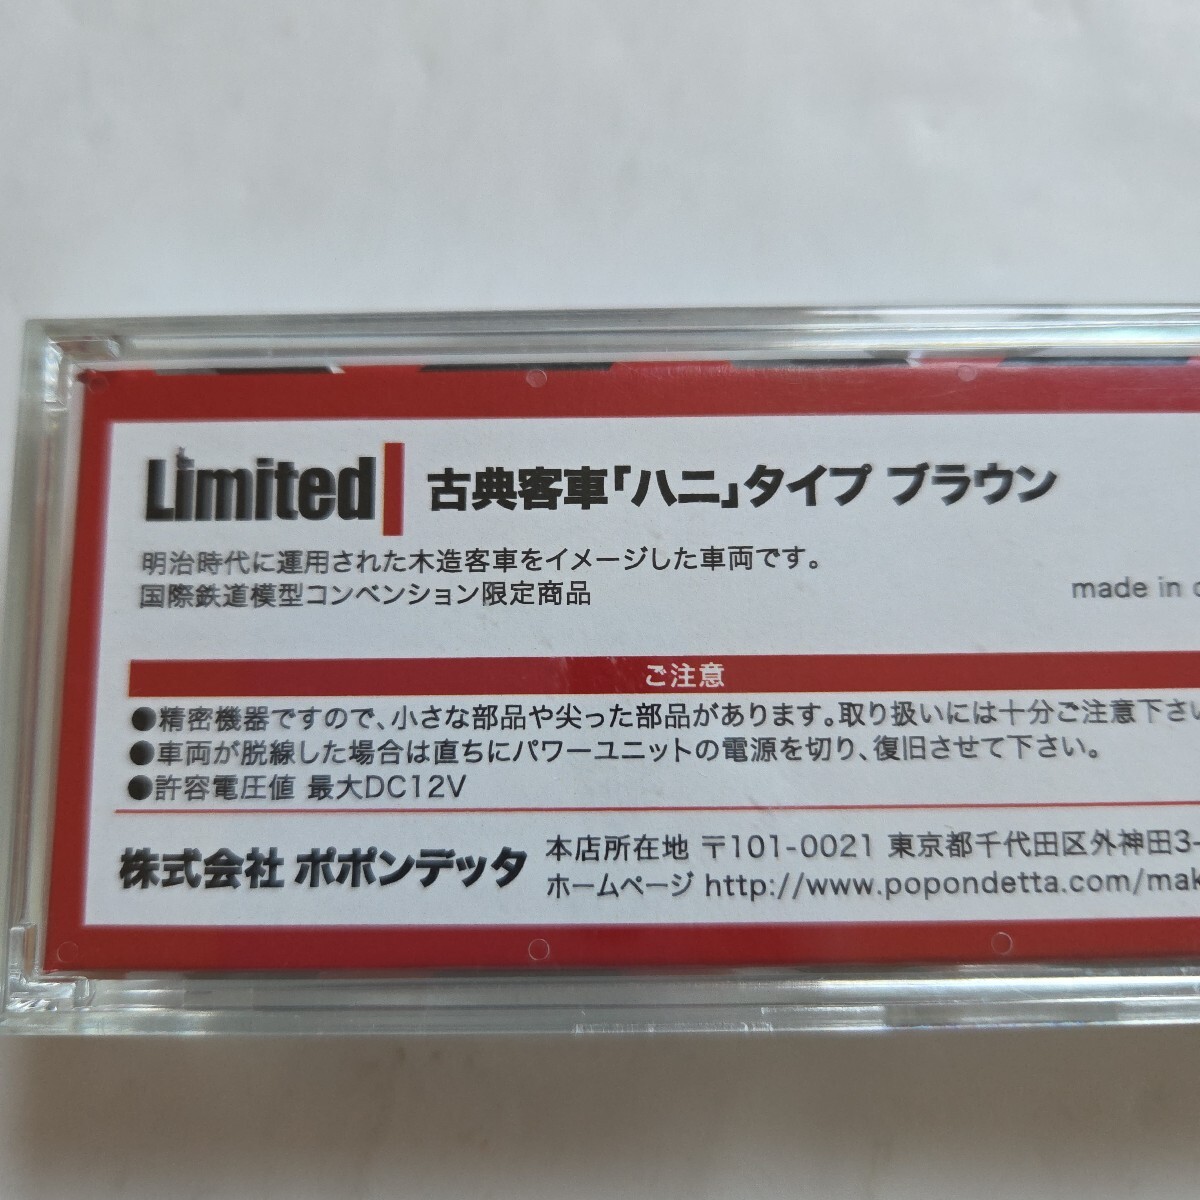 Limited 古典客車「ハニ」タイプ ブラウン
明治時代に運用された木造客車をイメージした車両です。
国際鉄道模型コンベンション限定商品
made in
ご注意
●精密機器ですので、小さな部品や尖った部品があります。取り扱いには十分ご注意下さい
●車両が脱線した場合は直ちにパワーユニットの電源を切り、復旧させて下さい。
●許容電圧値 最大DC12V
株式会社 ポポンデッタ
本店所在地 〒101-0021 東京都千代田区外神田3-
ホームページ http://www.popondetta.com/mak